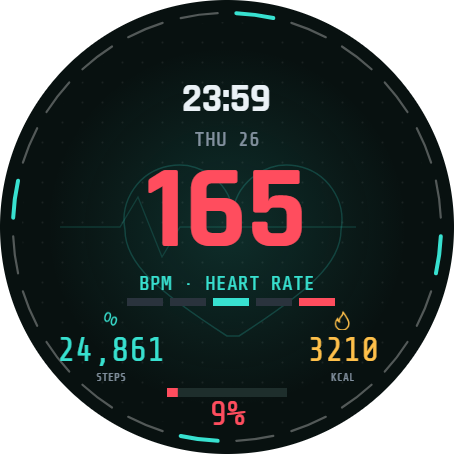 23:59
THU 26
165
BPM · HEART RATE
24,861 3210
STEPS KCAL
9%